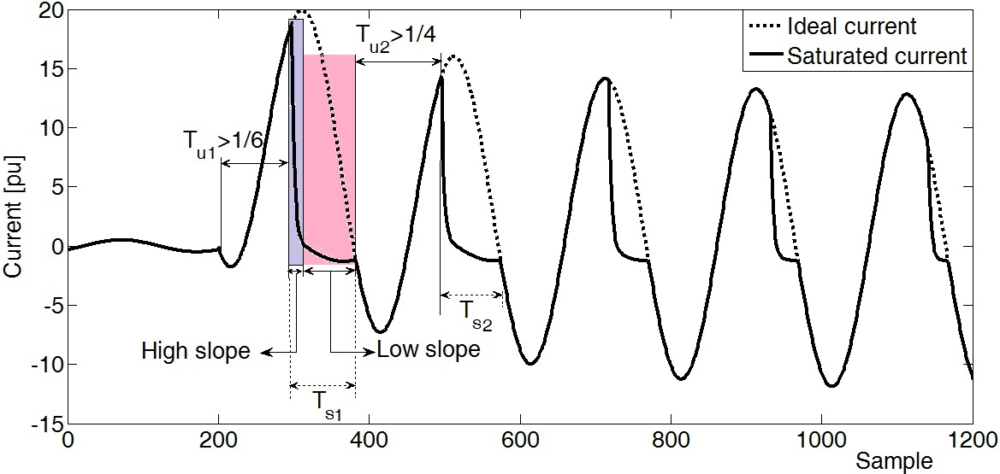 20
15
10
5
0
-5
-10
-15
Current [pu]
Ideal current
Saturated current
Tu1>1/6
Tu2>1/4
Ts2
High slope
Low slope
Ts1
0
200
400
600
800
1000
1200
Sample